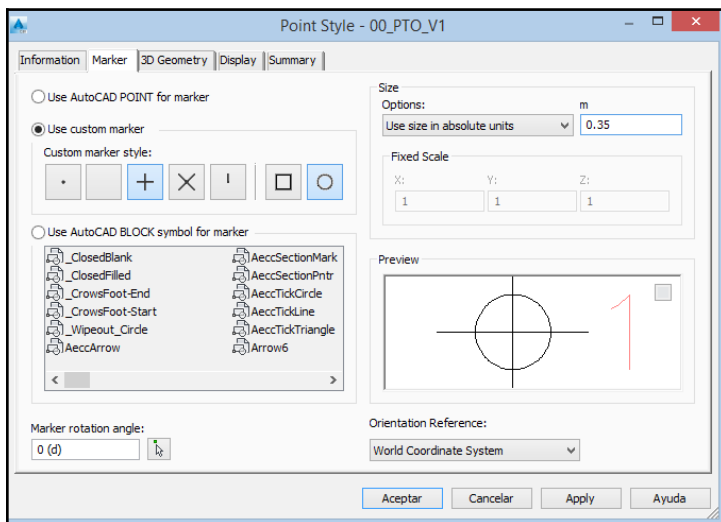 Point Style - 00_PTO_V1
Information Marker 3D Geometry Display Summary
Use AutoCAD POINT for marker
Use custom marker
Custom marker style:
Use AutoCAD BLOCK symbol for marker
_ClosedBlank
_ClosedFilled
_CrowsFoot-End
_CrowsFoot-Start
_Wipeout_Circle
AeccArrow
AeccSectionMark
AeccSectionPntr
AeccTickCircle
AeccTickLine
AeccTickTriangle
Arrow6
Marker rotation angle:
0 (d)
Size
Options: m
Use size in absolute units 0.35
Fixed Scale
X: Y: Z:
1 1 1
Preview
1
Orientation Reference:
World Coordinate System
Aceptar Cancelar Apply Ayuda